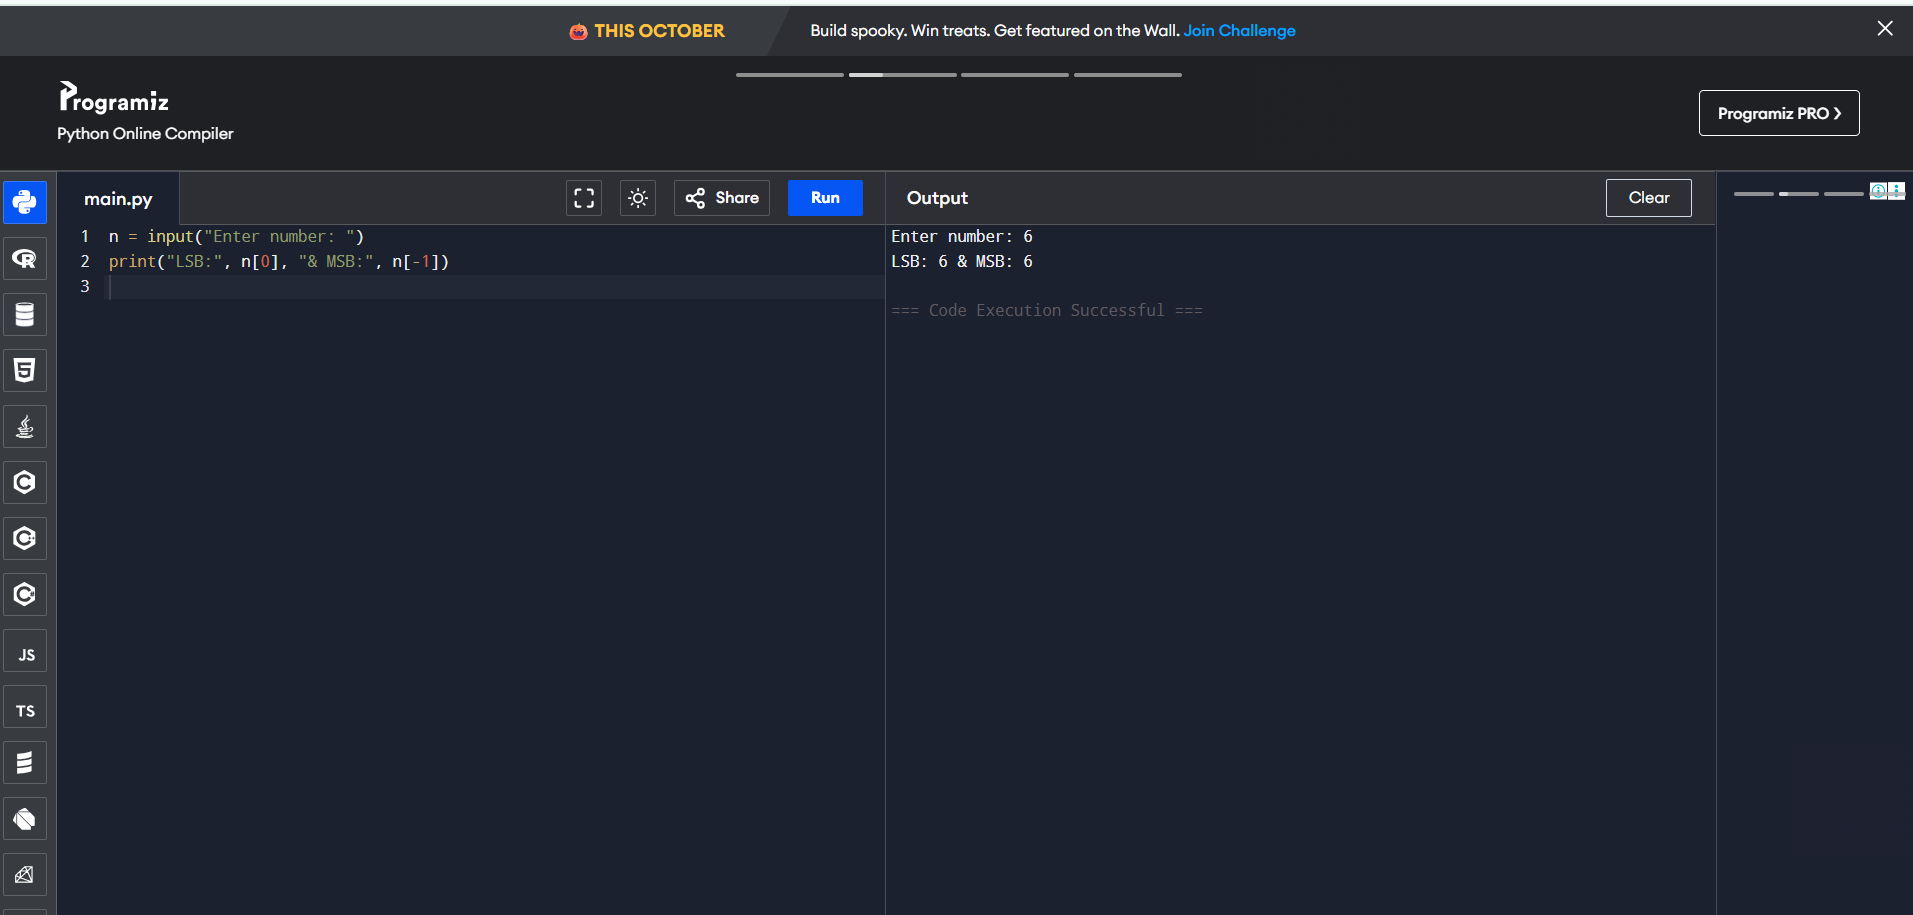 🎃 THIS OCTOBER
Build spooky. Win treats. Get featured on the Wall. Join Challenge
Programiz
Python Online Compiler
Programiz PRO ❯
main.py
Share
Run
Output
Clear
1 n = input("Enter number: ")
2 print("LSB:", n[0], "& MSB:", n[-1])
3
Enter number: 6
LSB: 6 & MSB: 6
=== Code Execution Successful ===
R
5
C
C+
C#
JS
TS